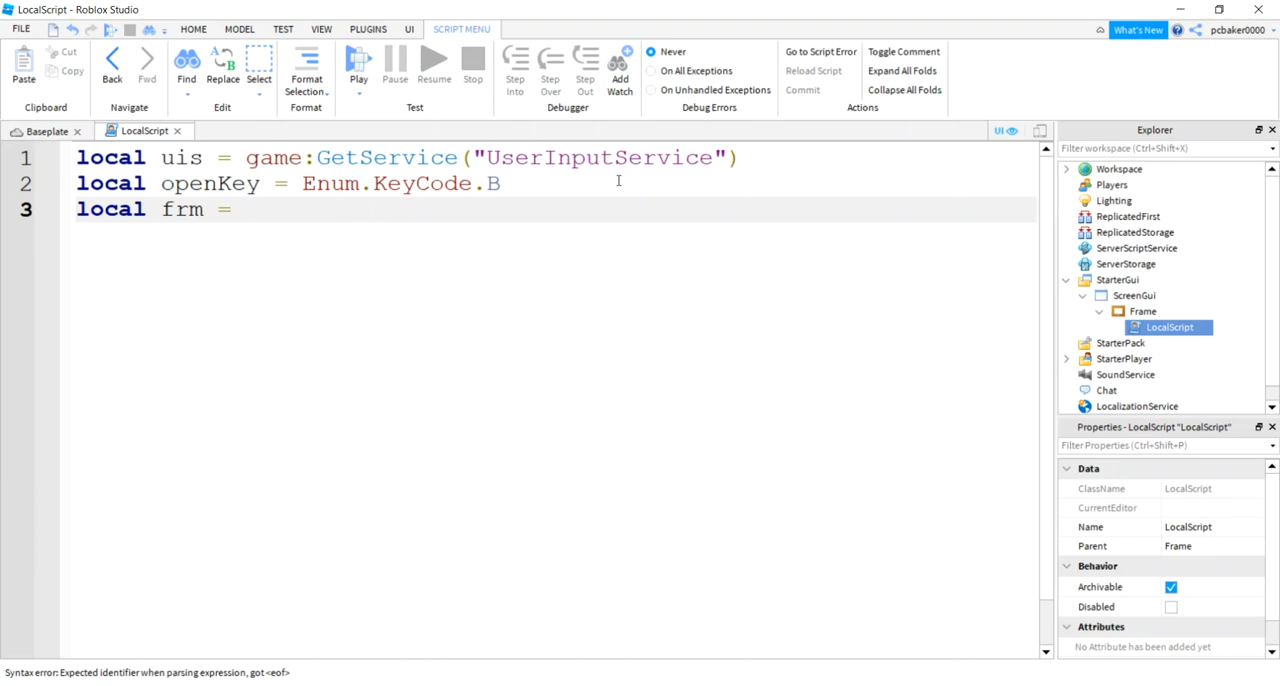 LocalScript - Roblox Studio
FILE HOME MODEL TEST VIEW PLUGINS UI SCRIPT MENU What's New pcbaker0000
Paste Cut Copy Back Fwd Find Replace Select Format Selection Play Pause Resume Stop Step Into Step Over Step Out Add Watch
Never Go to Script Error Toggle Comment
On All Exceptions Reload Script Expand All Folds
On Unhandled Exceptions Commit Collapse All Folds
Clipboard Navigate Edit Format Test Debugger Debug Errors Actions
Baseplate LocalScript UI
1 local uis = game:GetService("UserInputService")
2 local openKey = Enum.KeyCode.B
3 local frm =
Explorer
Filter workspace (Ctrl+Shift+X)
Workspace
Players
Lighting
ReplicatedFirst
ReplicatedStorage
ServerScriptService
ServerStorage
StarterGui
ScreenGui
Frame
LocalScript
StarterPack
StarterPlayer
SoundService
Chat
LocalizationService
Properties - LocalScript "LocalScript"
Filter Properties (Ctrl+Shift+P)
Data
ClassName LocalScript
CurrentEditor
Name LocalScript
Parent Frame
Behavior
Archivable
Disabled
Attributes
No Attribute has been added yet
Syntax error: Expected identifier when parsing expression, got <eof>